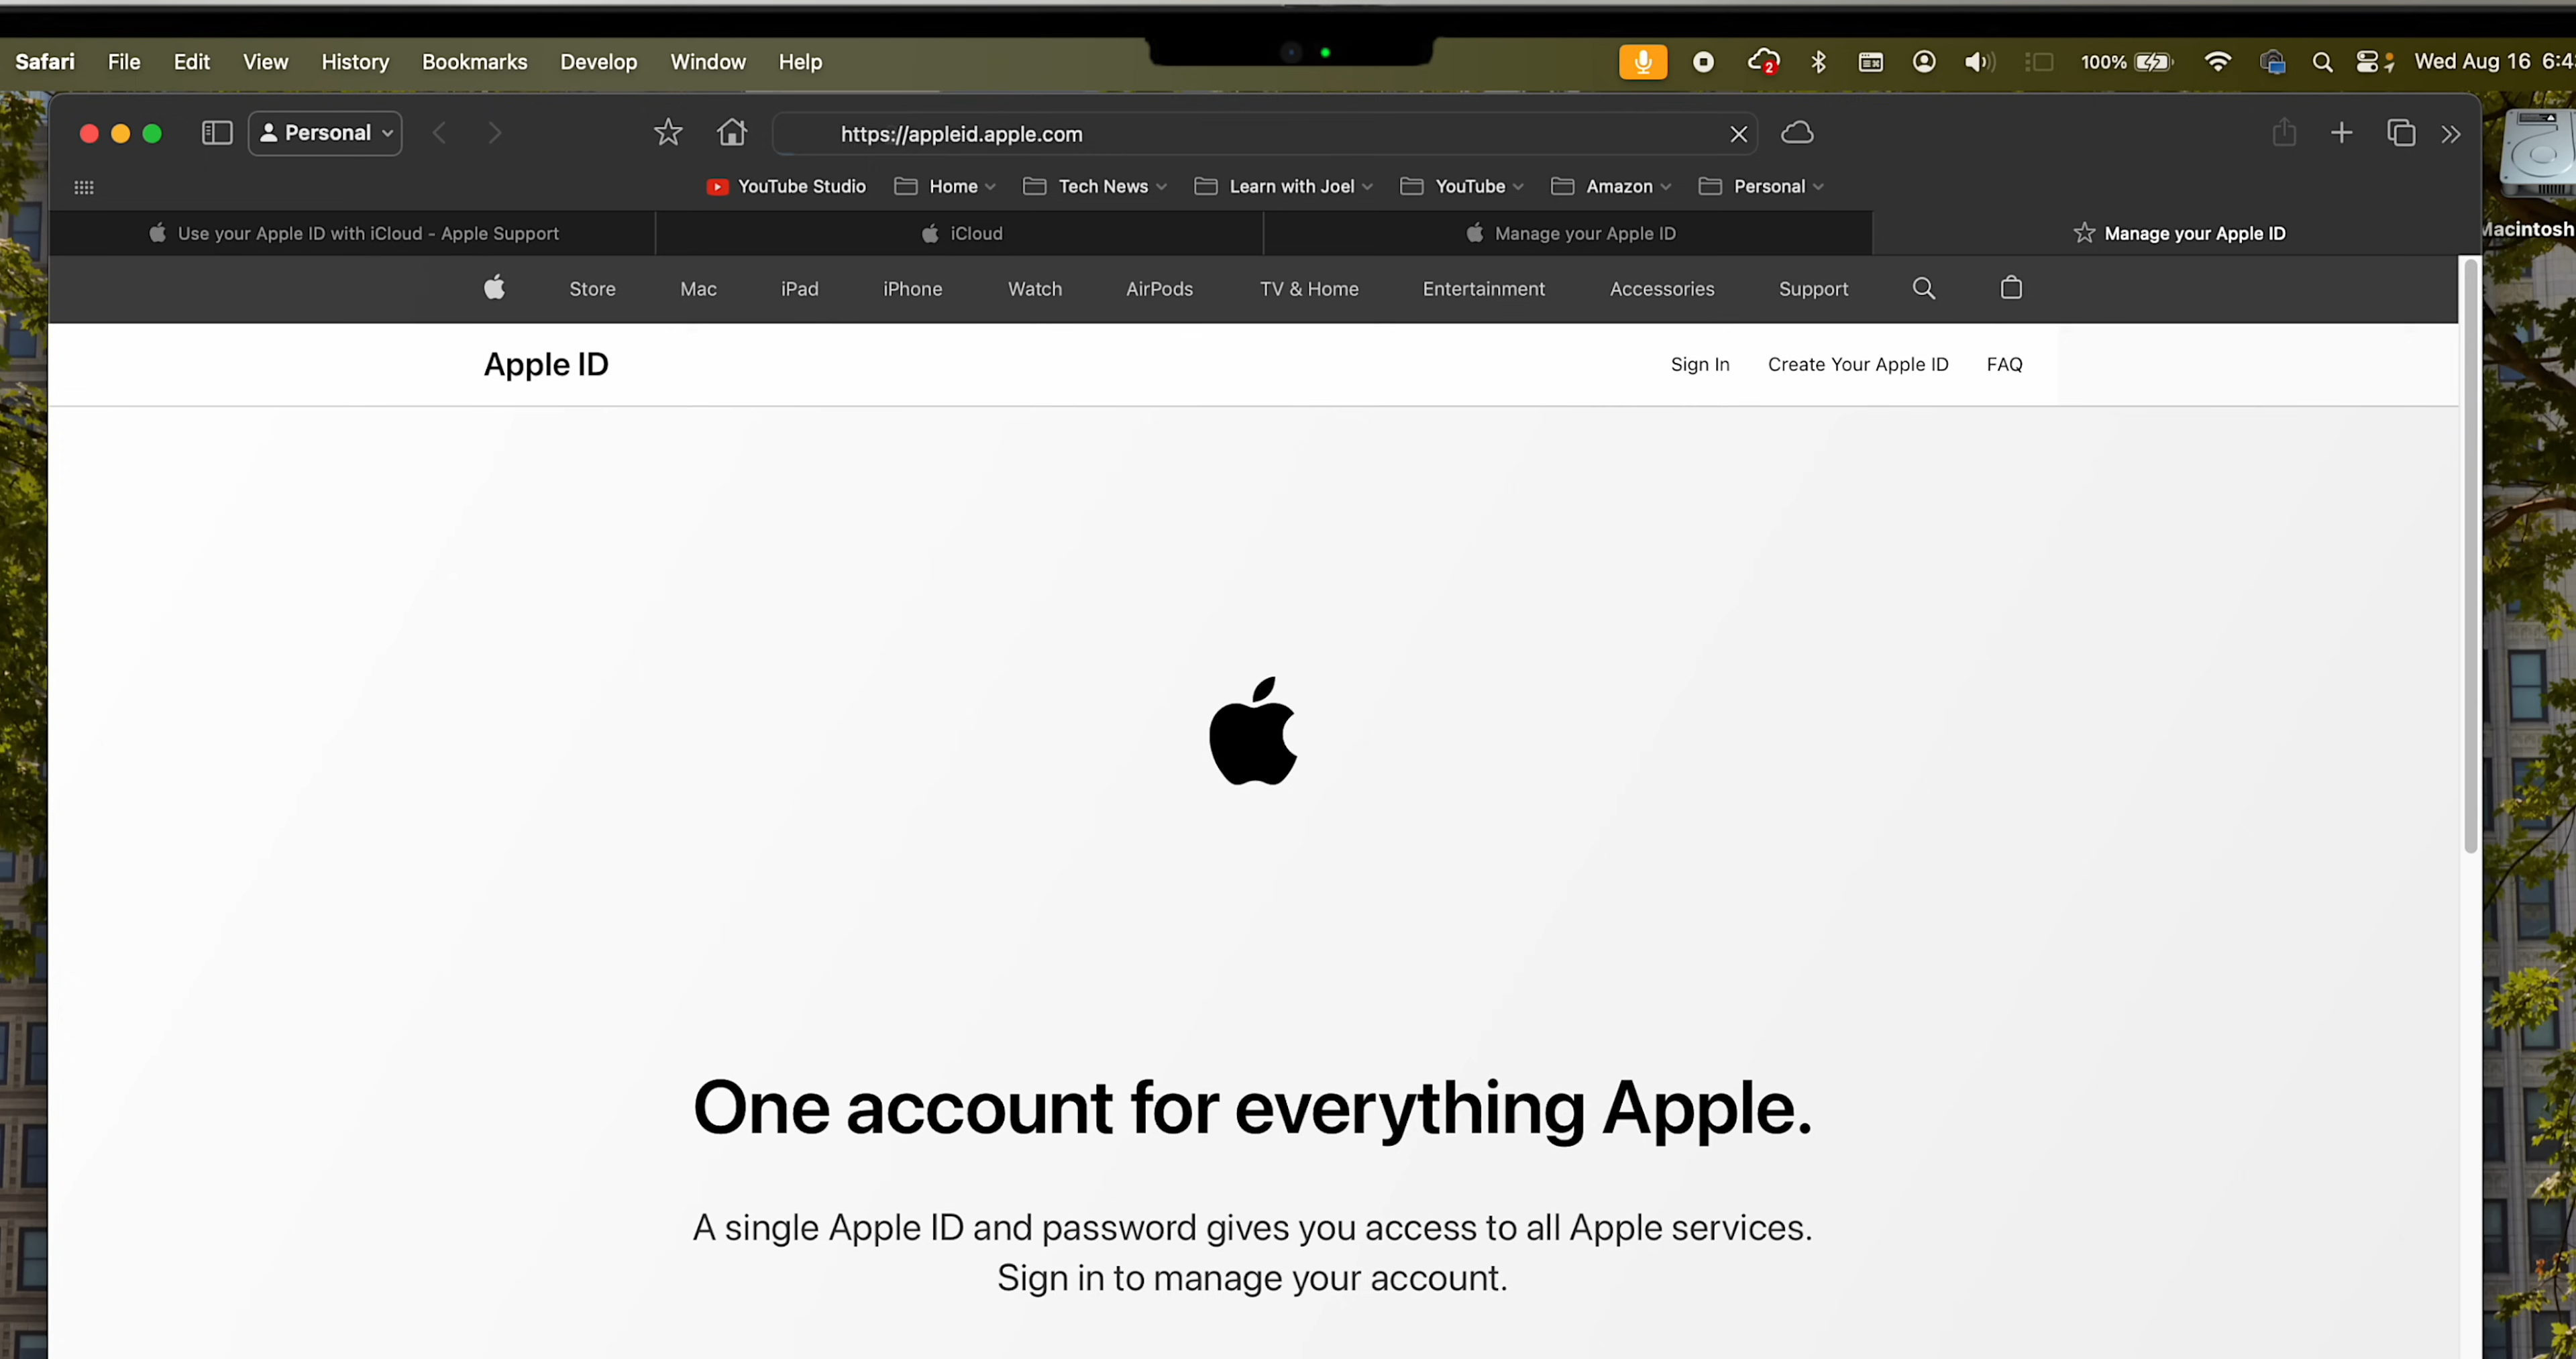 Safari File Edit View History Bookmarks Develop Window Help 2 100% Wed Aug 16 6:4
Personal https://appleid.apple.com
YouTube Studio Home Tech News Learn with Joel YouTube Amazon Personal
Use your Apple ID with iCloud - Apple Support iCloud Manage your Apple ID Manage your Apple ID
Macintosh
Store Mac iPad iPhone Watch AirPods TV & Home Entertainment Accessories Support
Apple ID Sign In Create Your Apple ID FAQ
One account for everything Apple.
A single Apple ID and password gives you access to all Apple services.
Sign in to manage your account.